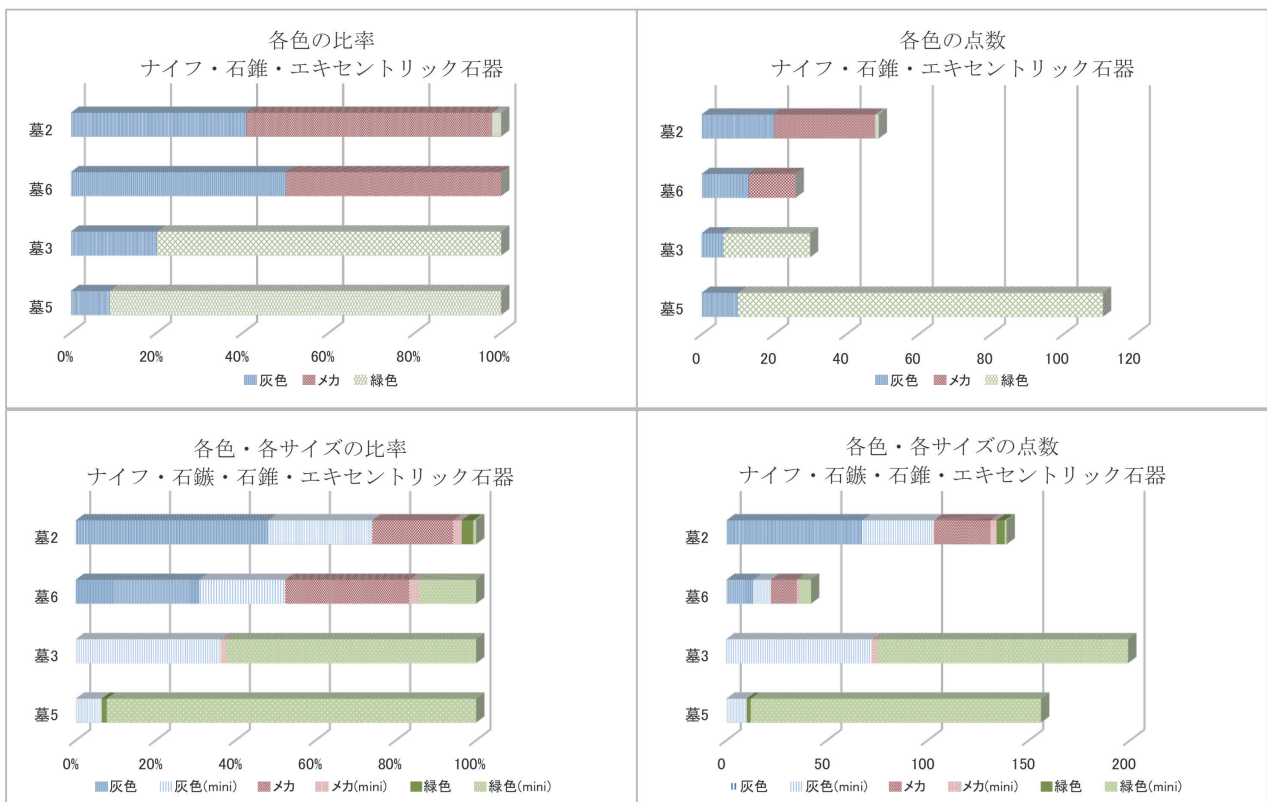 各色の比率
ナイフ・石錐・エキセントリック石器
墓2
墓6
墓3
墓5
0% 20% 40% 60% 80% 100%
灰色 メカ 緑色
各色の点数
ナイフ・石錐・エキセントリック石器
墓2
墓6
墓3
墓5
0 20 40 60 80 100 120
灰色 メカ 緑色
各色・各サイズの比率
ナイフ・石鏃・石錐・エキセントリック石器
墓2
墓6
墓3
墓5
0% 20% 40% 60% 80% 100%
灰色 灰色(mini) メカ メカ(mini) 緑色 緑色(mini)
各色・各サイズの点数
ナイフ・石鏃・石錐・エキセントリック石器
墓2
墓6
墓3
墓5
0 50 100 150 200
灰色 灰色(mini) メカ メカ(mini) 緑色 緑色(mini)